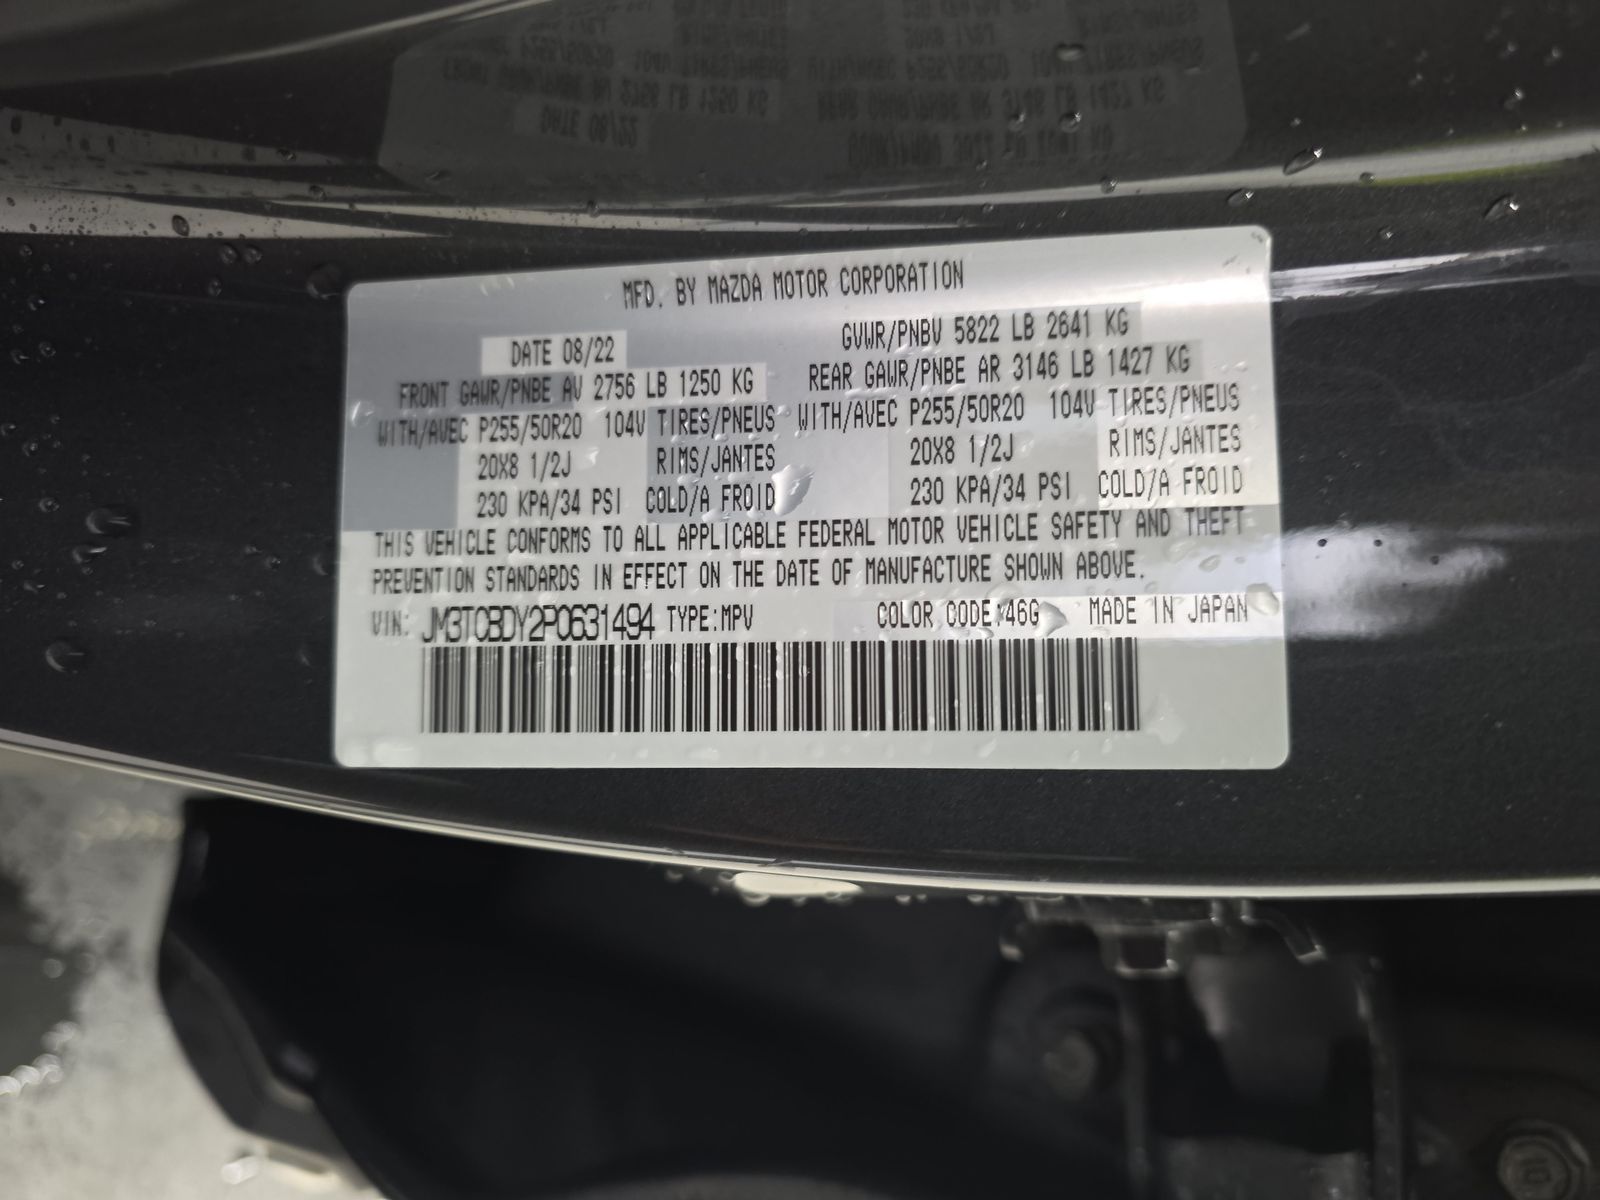 MFD. BY MAZDA MOTOR CORPORATION
DATE 08/22 GVWR/PNBV 5822 LB 2641 KG
FRONT GAWR/PNBE AV 2756 LB 1250 KG REAR GAWR/PNBE AR 3146 LB 1427 KG
WITH/AVEC P255/50R20 104V TIRES/PNEUS WITH/AVEC P255/50R20 104V TIRES/PNEUS
20X8 1/2J RIMS/JANTES 20X8 1/2J RIMS/JANTES
230 KPA/34 PSI COLD/A FROID 230 KPA/34 PSI COLD/A FROID
THIS VEHICLE CONFORMS TO ALL APPLICABLE FEDERAL MOTOR VEHICLE SAFETY AND THEFT
PREVENTION STANDARDS IN EFFECT ON THE DATE OF MANUFACTURE SHOWN ABOVE.
VIN: JM3TCBDY2P0631494 TYPE:MPV COLOR CODE:46G MADE IN JAPAN